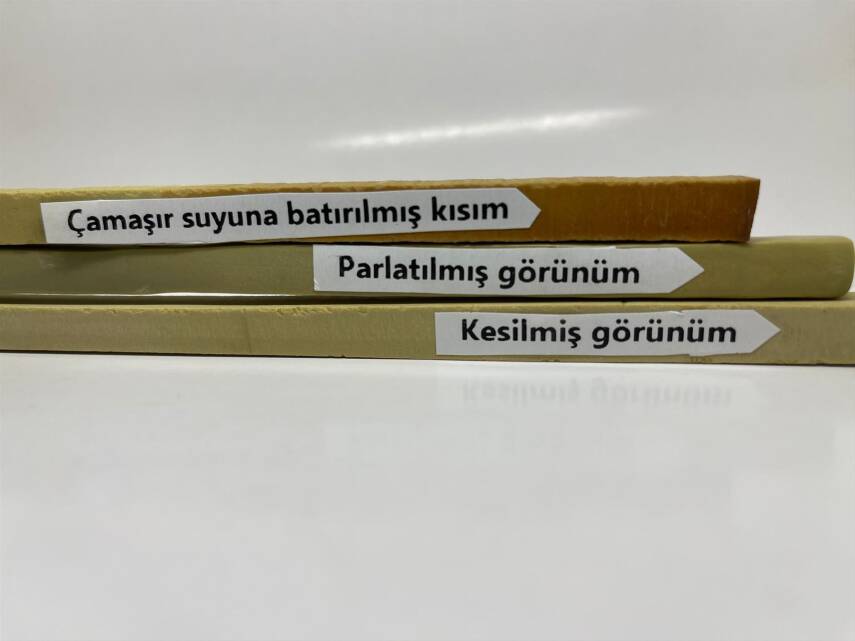 Çamaşır suyuna batırılmış kısım
Parlatılmış görünüm
Kesilmiş görünüm